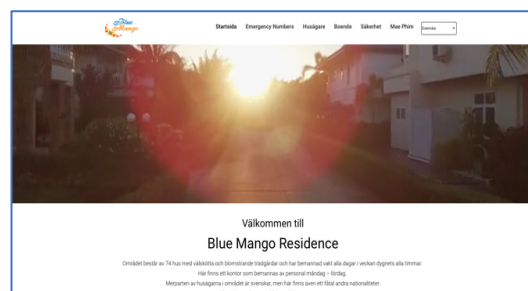 Blue
Mango
Startsida Emergency Numbers Husägare Boende Säkerhet Mae Phim Svenska
Välkommen till
Blue Mango Residence
Området består av 74 hus med välskötta och blomstrande trädgårdar och har bemannad vakt alla dagar i veckan dygnets alla timmar.
Här finns ett kontor som bemannas av personal måndag – lördag.
Merparten av husägarna i området är svenskar, men här finns även ett fåtal andra nationaliteter.